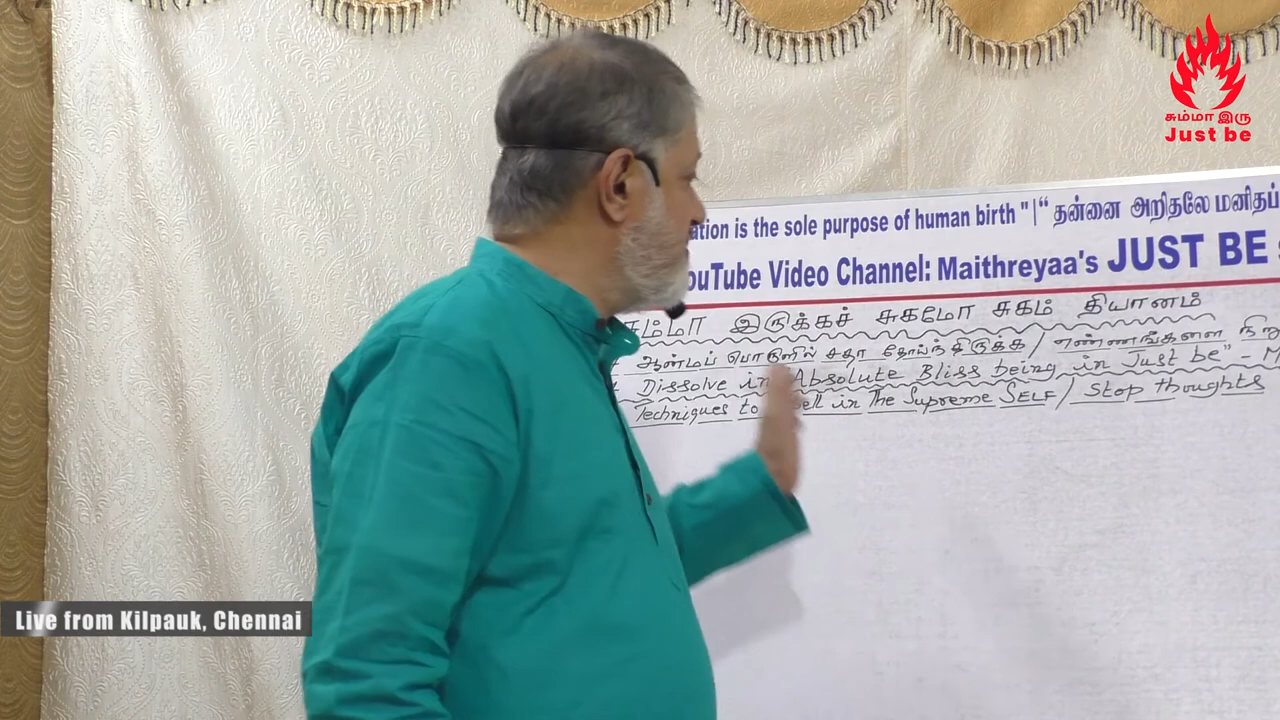 சும்மா இரு
Just be
ation is the sole purpose of human birth "|“ தன்னை அறிதலே மனிதப்
ouTube Video Channel: Maithreyaa's JUST BE
சும்மா இருக்கச் சுகமோ சுகம் தியானம்
ஆன்மப் பொருளில் சதா தோய்ந்திருக்க / எண்ணங்களை நிறு
Dissolve in Absolute Bliss being in Just be" - M
Techniques to in The Supreme SELF / Stop thoughts
Live from Kilpauk, Chennai